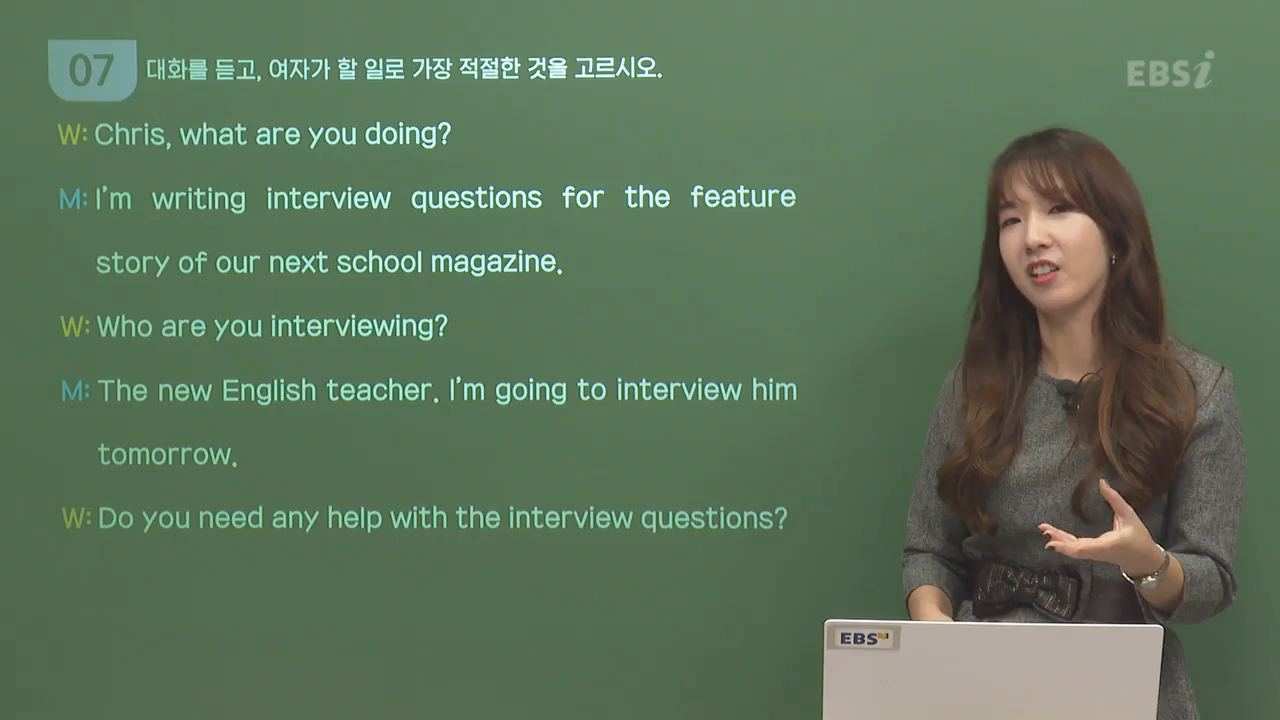 07 대화를 듣고, 여자가 할 일로 가장 적절한 것을 고르시오.
EBSi
W: Chris, what are you doing?
M: I'm writing interview questions for the feature
story of our next school magazine.
W: Who are you interviewing?
M: The new English teacher. I'm going to interview him
tomorrow.
W: Do you need any help with the interview questions?
EBS